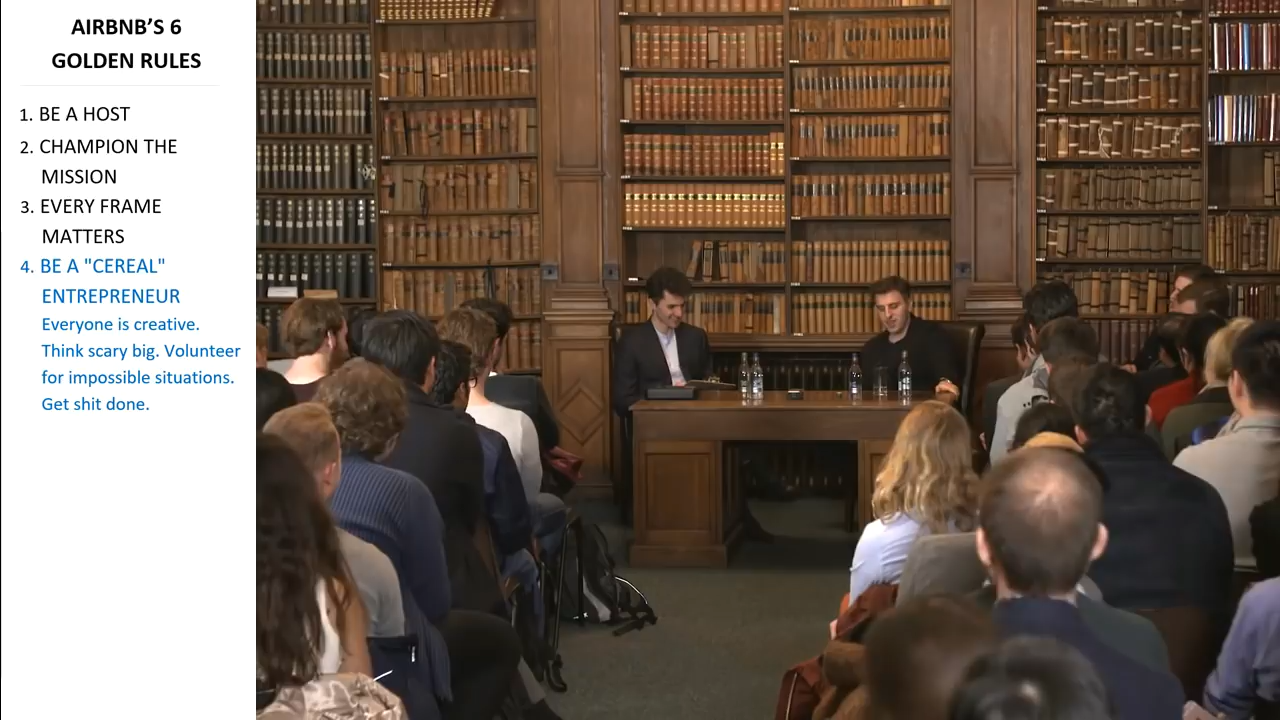 AIRBNB’S 6
GOLDEN RULES
1. BE A HOST
2. CHAMPION THE
MISSION
3. EVERY FRAME
MATTERS
4. BE A "CEREAL"
ENTREPRENEUR
Everyone is creative.
Think scary big. Volunteer
for impossible situations.
Get shit done.